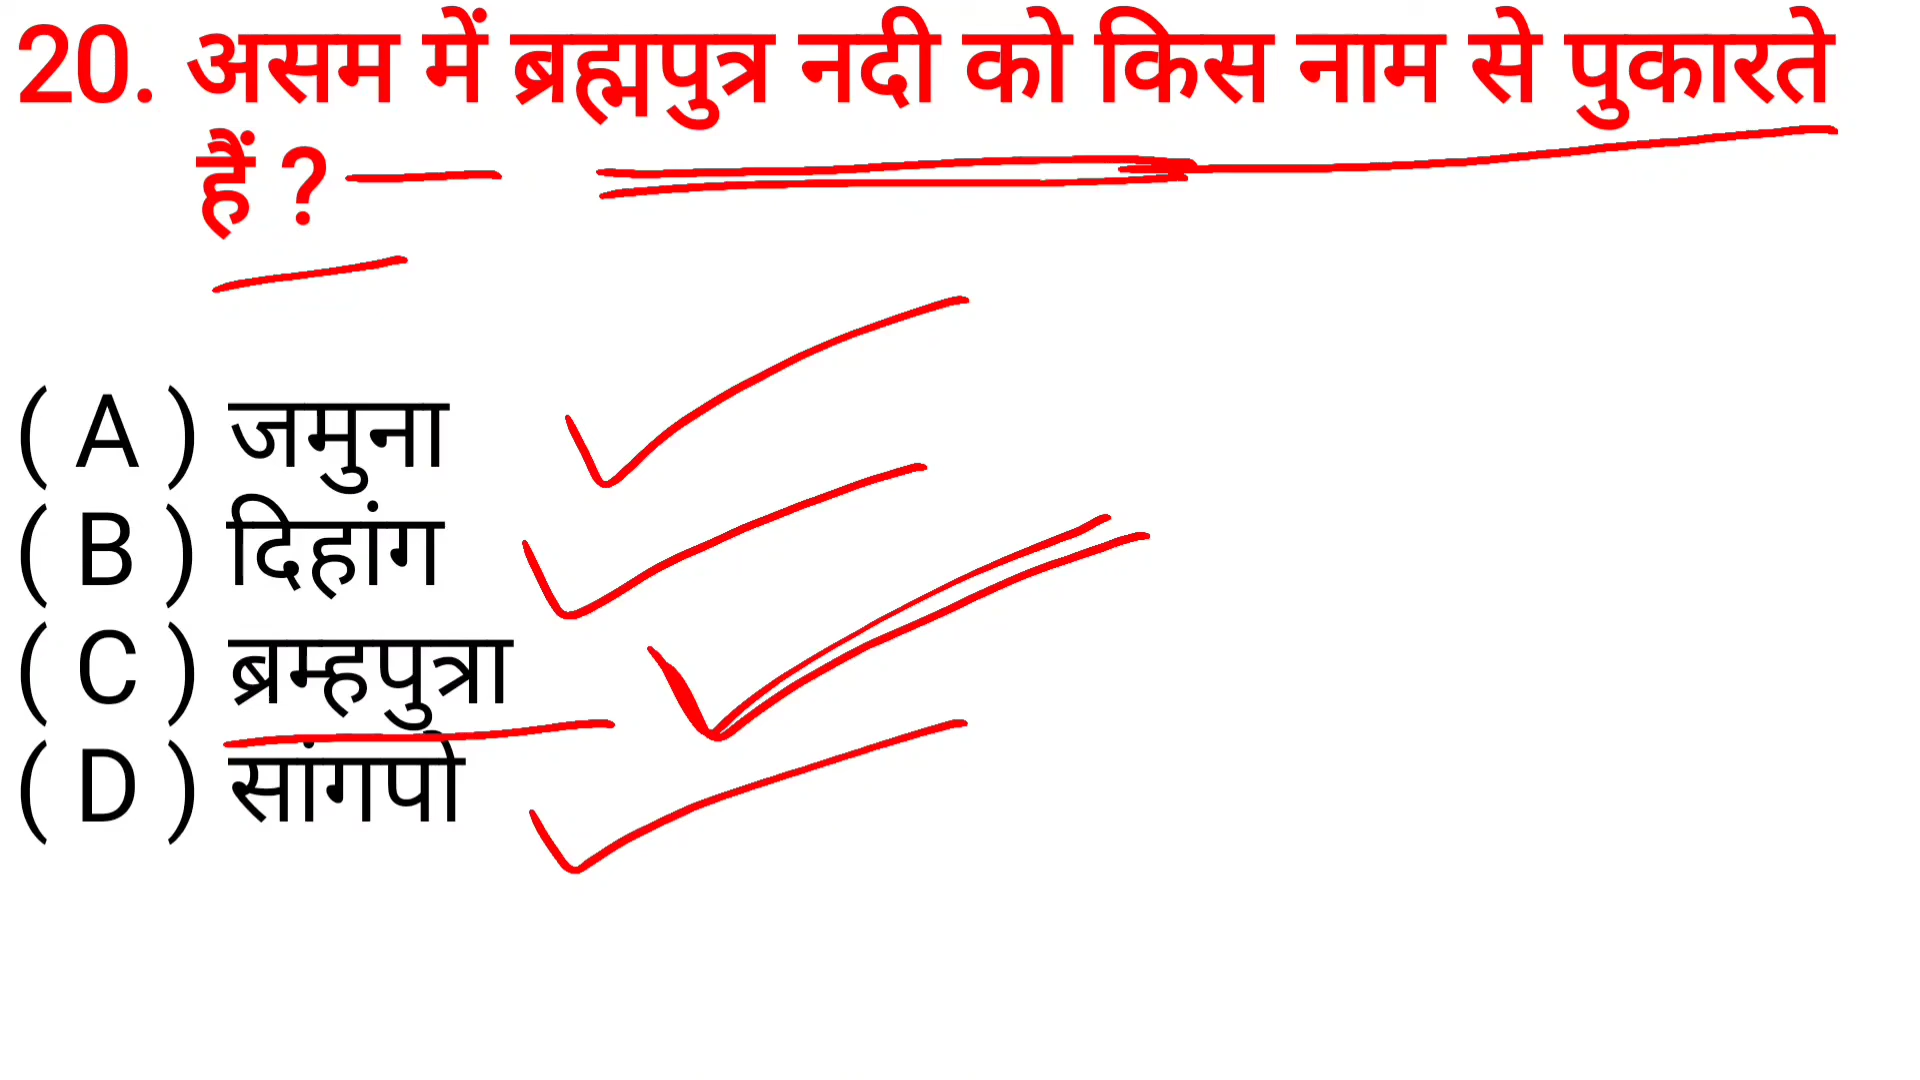 20. असम में ब्रह्मपुत्र नदी को किस नाम से पुकारते
हैं ?
( A ) जमुना
( B ) दिहांग
( C ) ब्रम्हपुत्रा
( D ) सांगपो